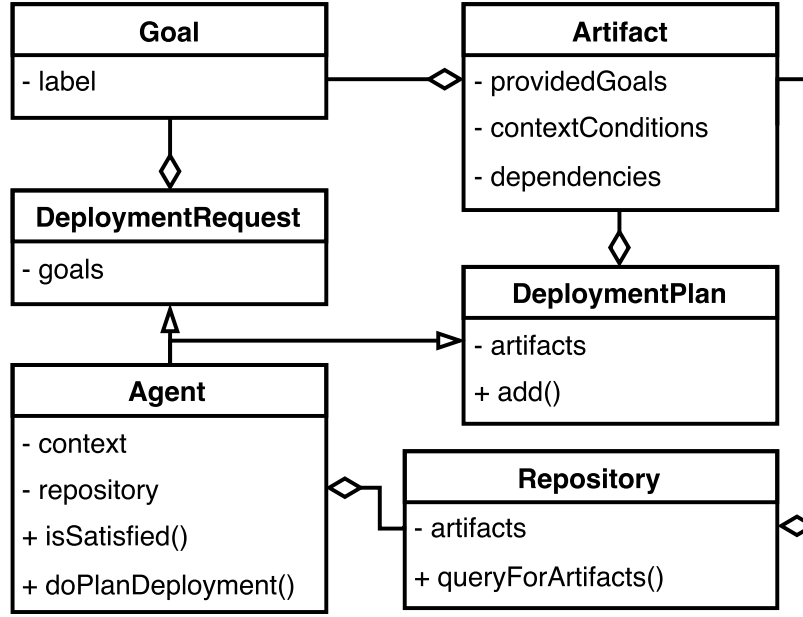 Goal
- label
Artifact
- providedGoals
- contextConditions
- dependencies
DeploymentRequest
- goals
DeploymentPlan
- artifacts
+ add()
Agent
- context
- repository
+ isSatisfied()
+ doPlanDeployment()
Repository
- artifacts
+ queryForArtifacts()